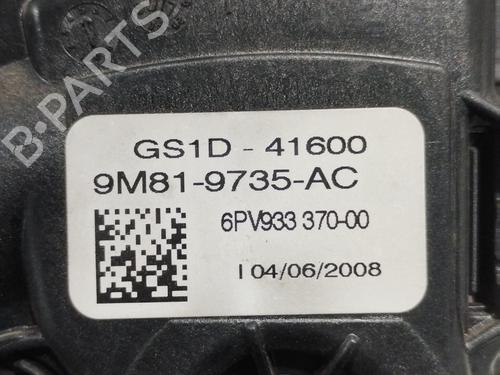 B-PARTS
GS1D - 41600
9M81-9735-AC
6PV933 370-00
I 04/06/2008